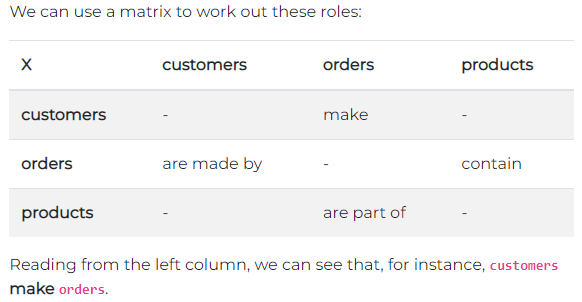 We can use a matrix to work out these roles:
X customers orders products
customers - make -
orders are made by - contain
products - are part of -
Reading from the left column, we can see that, for instance, customers
make orders.